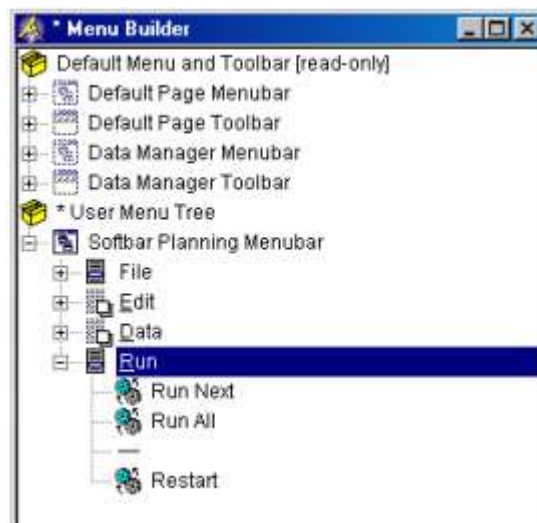 * Menu Builder
Default Menu and Toolbar [read-only]
Default Page Menubar
Default Page Toolbar
Data Manager Menubar
Data Manager Toolbar
* User Menu Tree
Softbar Planning Menubar
File
Edit
Data
Run
Run Next
Run All
Restart